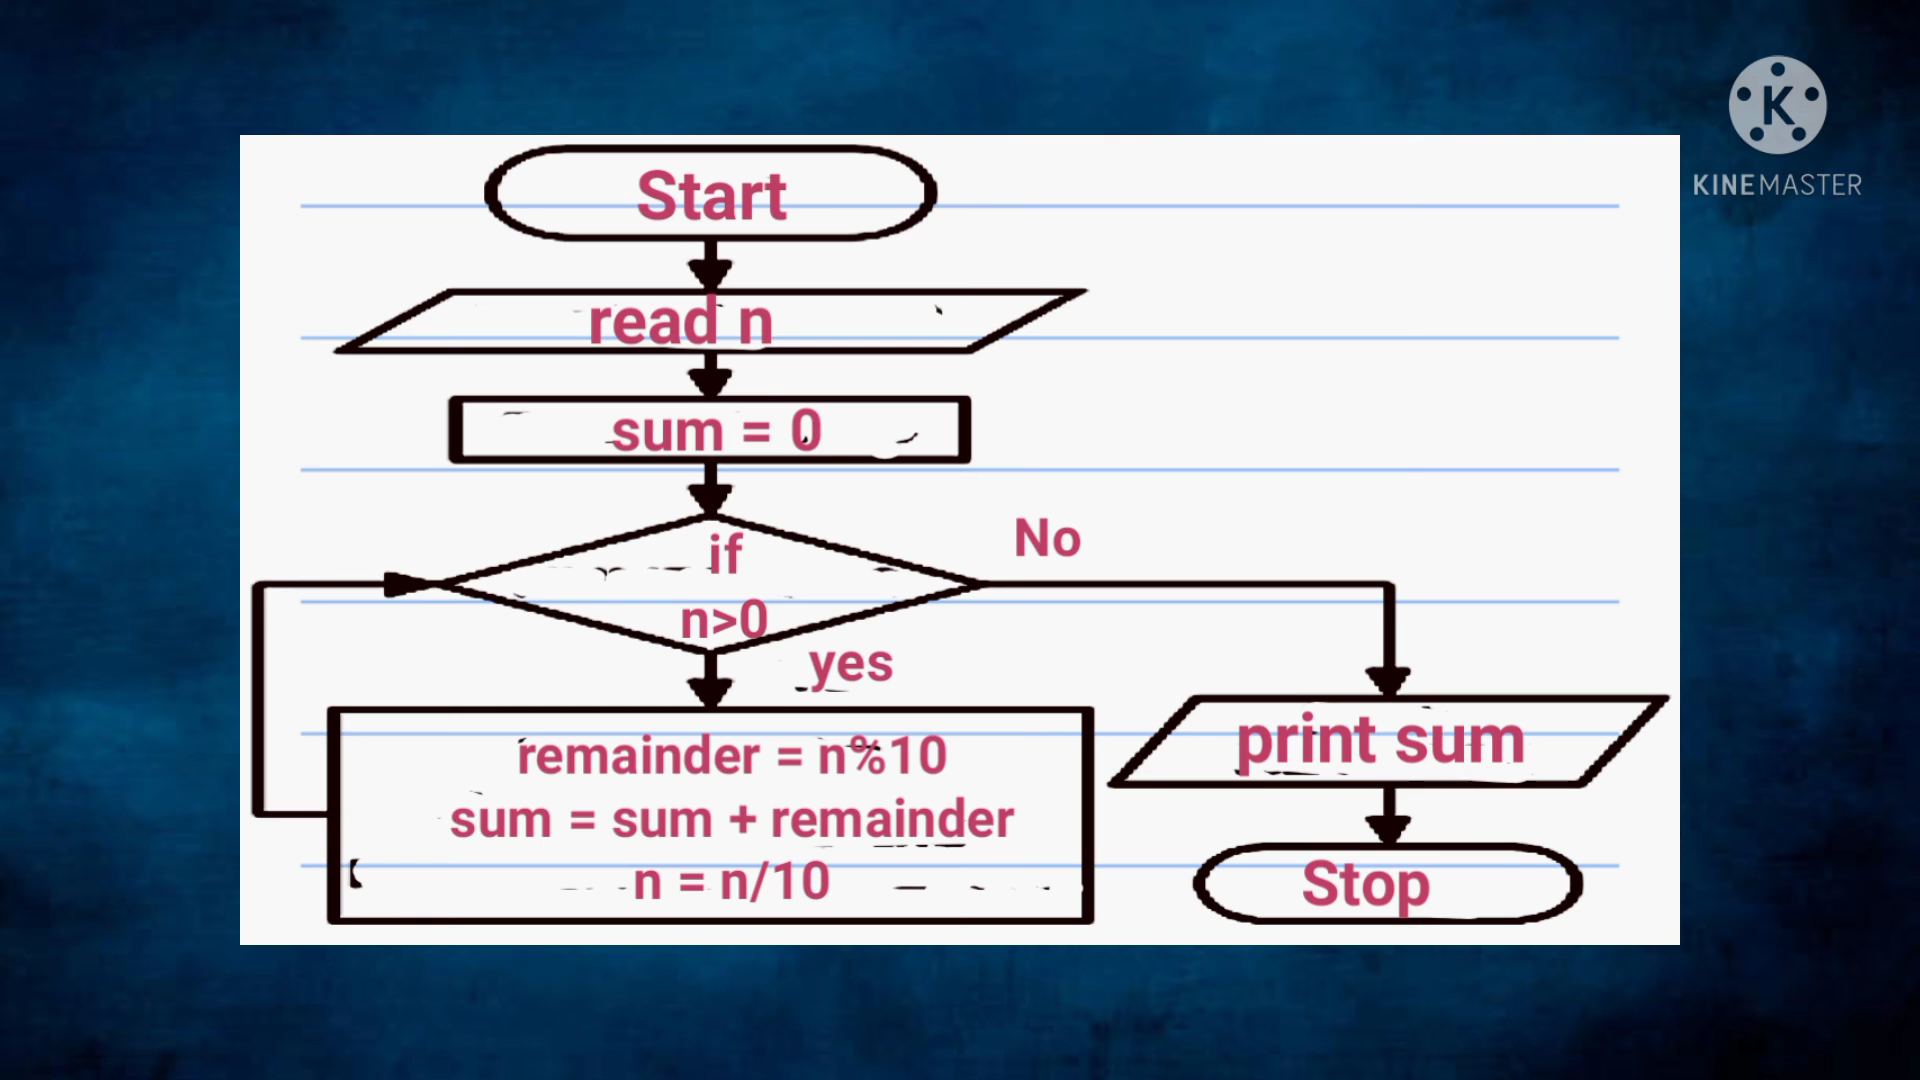 KINEMASTER
Start
read n
sum = 0
if
n>0
No
yes
remainder = n%10
sum = sum + remainder
n = n/10
print sum
Stop